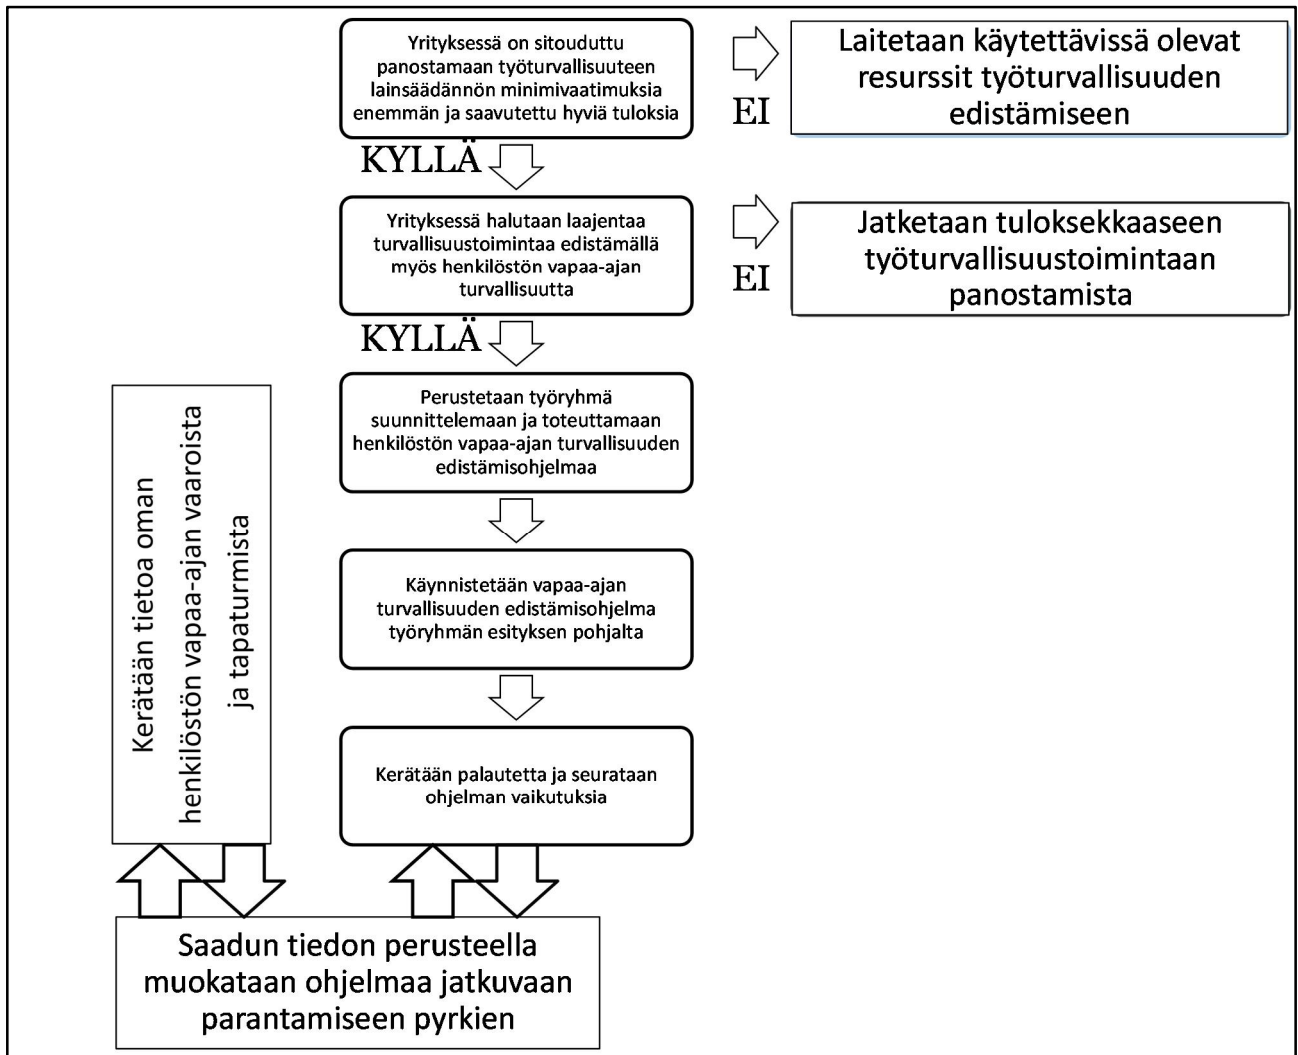 Yrityksessä on sitouduttu
panostamaan työturvallisuuteen
lainsäädännön minimivaatimuksia
enemmän ja saavutettu hyviä tuloksia
EI
Laitetaan käytettävissä olevat
resurssit työturvallisuuden
edistämiseen
KYLLÄ
Yrityksessä halutaan laajentaa
turvallisuustoimintaa edistämällä
myös henkilöstön vapaa-ajan
turvallisuutta
EI
Jatketaan tuloksekkaaseen
työturvallisuustoimintaan
panostamista
KYLLÄ
Perustetaan työryhmä
suunnittelemaan ja toteuttamaan
henkilöstön vapaa-ajan turvallisuuden
edistämisohjelmaa
Käynnistetään vapaa-ajan
turvallisuuden edistämisohjelma
työryhmän esityksen pohjalta
Kerätään palautetta ja seurataan
ohjelman vaikutuksia
Kerätään tietoa oman
henkilöstön vapaa-ajan vaaroista
ja tapaturmista
Saadun tiedon perusteella
muokataan ohjelmaa jatkuvaan
parantamiseen pyrkien